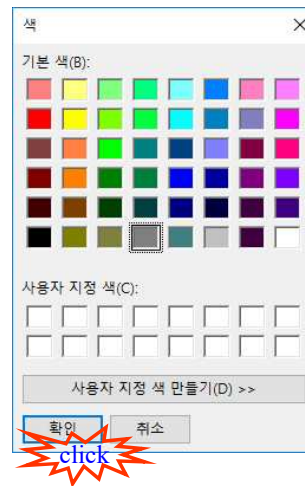 색
기본 색(B):
사용자 지정 색(C):
사용자 지정 색 만들기(D) >>
확인 취소
click